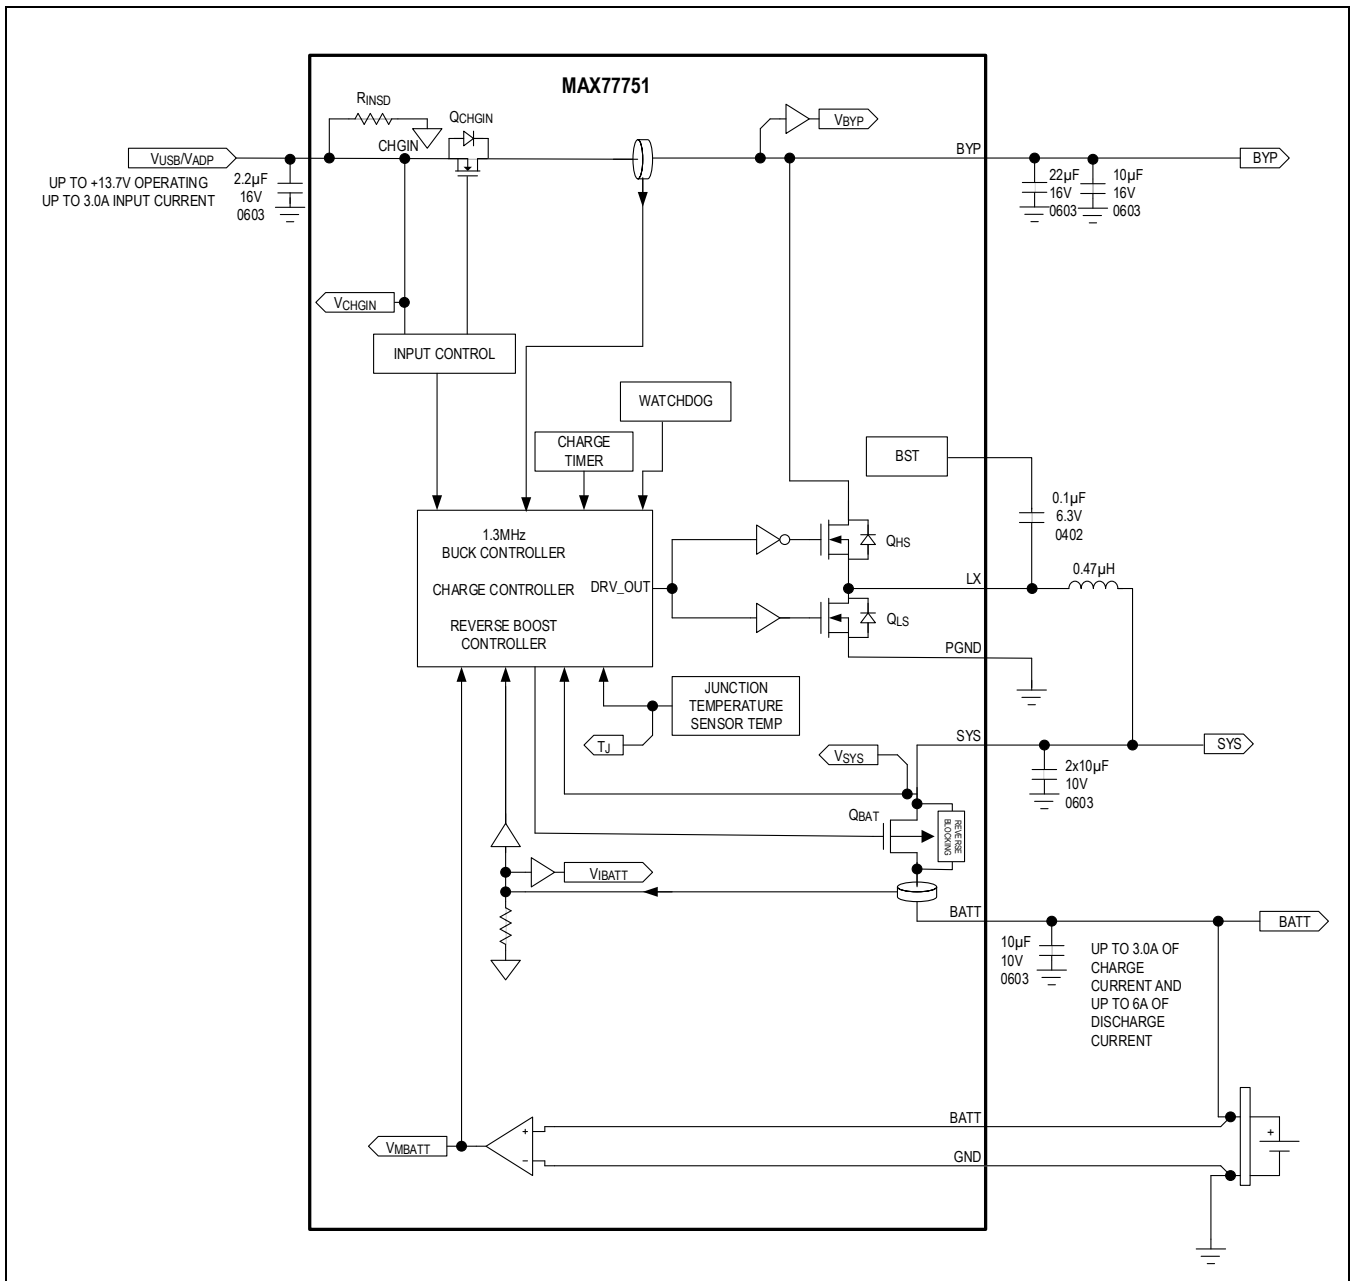 MAX77751
RINSD
QCHGIN
CHGIN
VBYP
BYP
BYP
VUSB/VADP
UP TO +13.7V OPERATING
UP TO 3.0A INPUT CURRENT
2.2µF
16V
0603
22µF
16V
0603
10µF
16V
0603
VCHGIN
INPUT CONTROL
WATCHDOG
CHARGE
TIMER
BST
0.1µF
6.3V
0402
1.3MHz
BUCK CONTROLLER
CHARGE CONTROLLER
REVERSE BOOST
CONTROLLER
DRV_OUT
QHS
LX
0.47µH
QLS
PGND
JUNCTION
TEMPERATURE
SENSOR TEMP
TJ
SYS
SYS
VSYS
2x10µF
10V
0603
QBAT
REVERSE
BLOCKING
VIBATT
BATT
BATT
10µF
10V
0603
UP TO 3.0A OF
CHARGE
CURRENT AND
UP TO 6A OF
DISCHARGE
CURRENT
BATT
VMBATT
+
−
GND
+